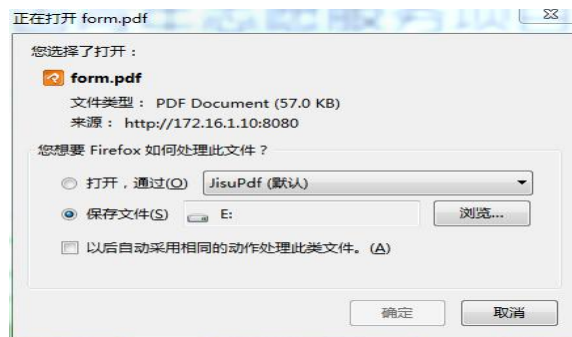 正在打开 form.pdf
您选择了打开：
form.pdf
文件类型： PDF Document (57.0 KB)
来源： http://172.16.1.10:8080
您想要 Firefox 如何处理此文件？
打开，通过(O) JisuPdf (默认)
保存文件(S) E: 浏览...
以后自动采用相同的动作处理此类文件。(A)
确定 取消